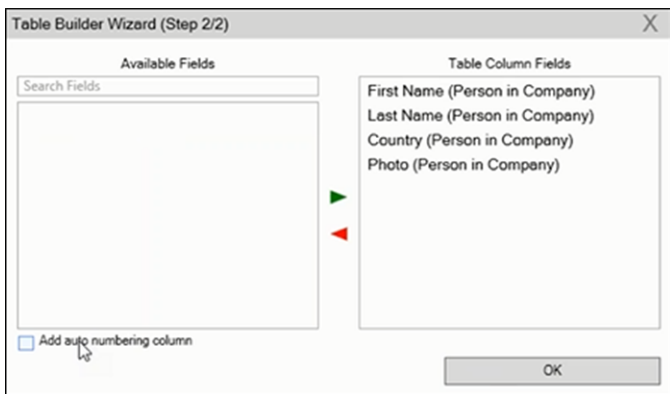 Table Builder Wizard (Step 2/2) X
Available Fields
Search Fields
Table Column Fields
First Name (Person in Company)
Last Name (Person in Company)
Country (Person in Company)
Photo (Person in Company)
Add auto numbering column
OK